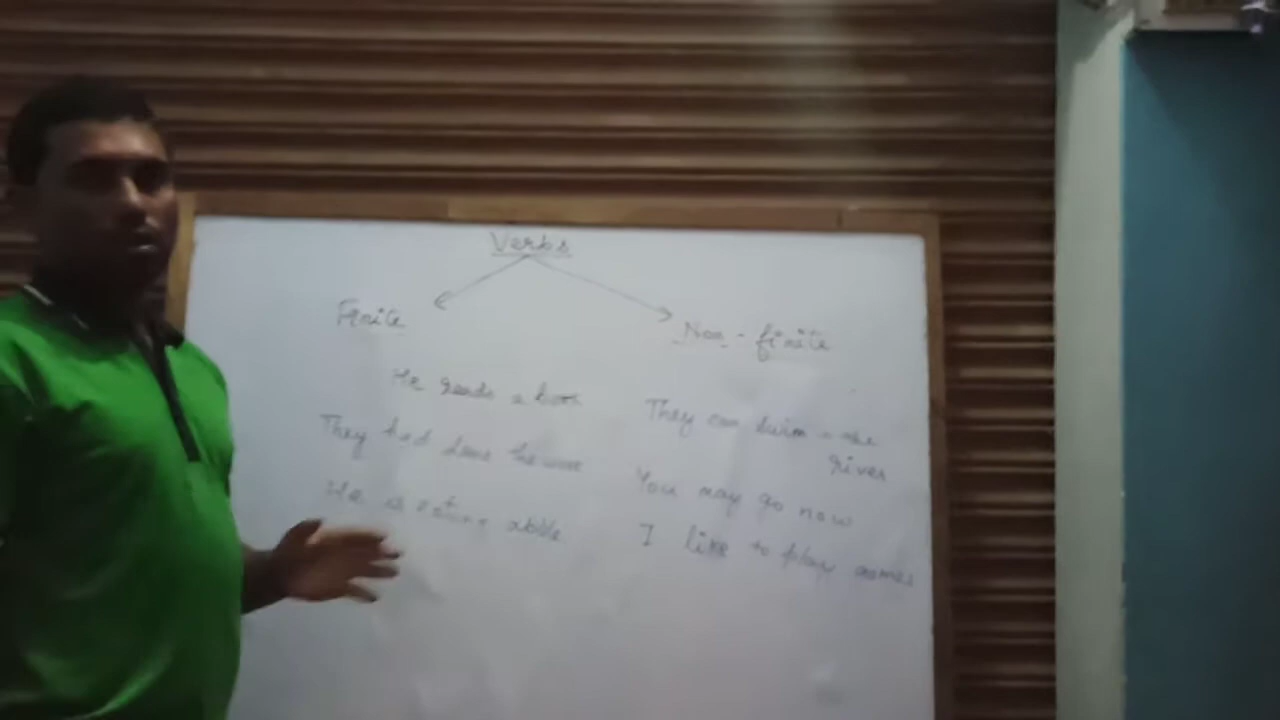 Verbs
Finite
Non - finite
He reads a book
They had done
He is eating apple
They can swim the
river
You may go now
I like to play games